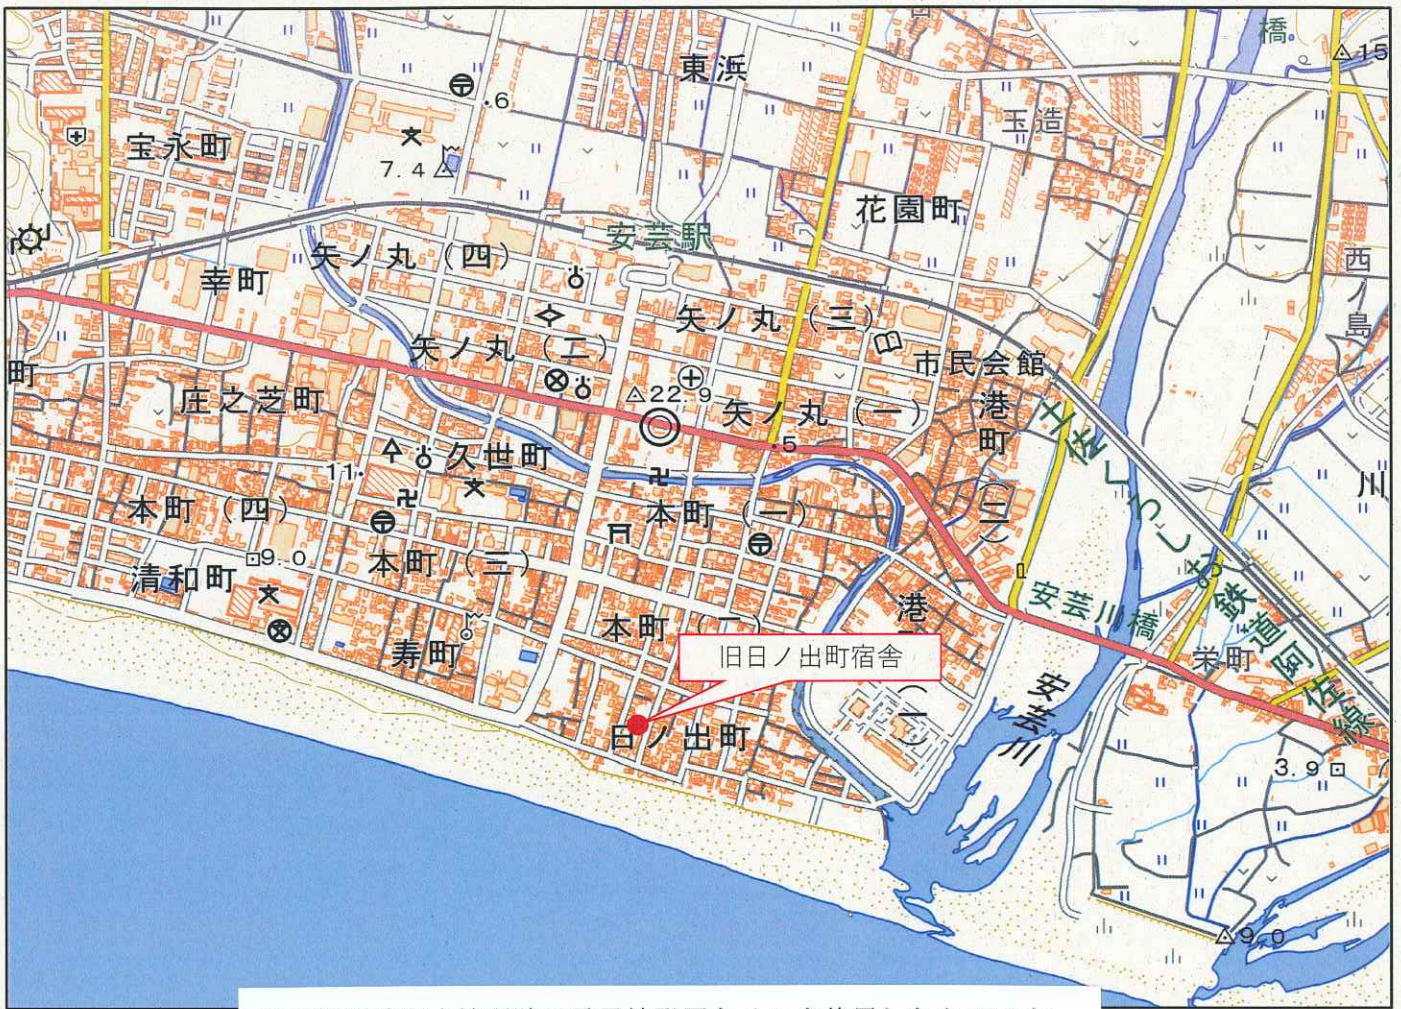 橋
東浜
15
.6
玉造
宝永町
7.4
花園町
安芸駅
矢ノ丸(四)
幸町
西ノ島
矢ノ丸(三)
矢ノ丸(二)
市民会館
町
22.9
庄之芝町
矢ノ丸(一)
港町(二)
.5
久世町
11.
川
本町(四)
本町(一)
9.0
本町(三)
清和町
土佐くろしお鉄道阿佐線
安芸川橋
本町(二)
寿町
旧日ノ出町宿舎
栄町
安芸川
日ノ出町
3.9
9.0